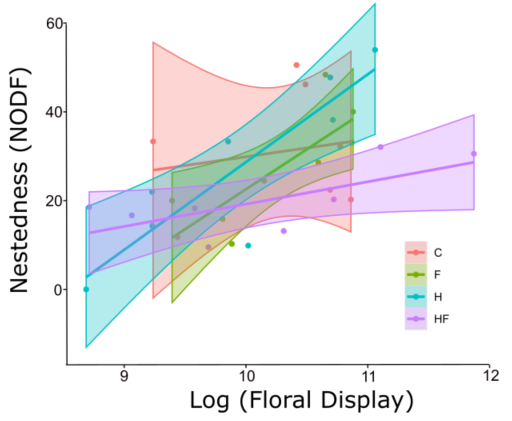 Nestedness (NODF)
60
40
20
0
C
F
H
HF
9
10
11
12
Log (Floral Display)